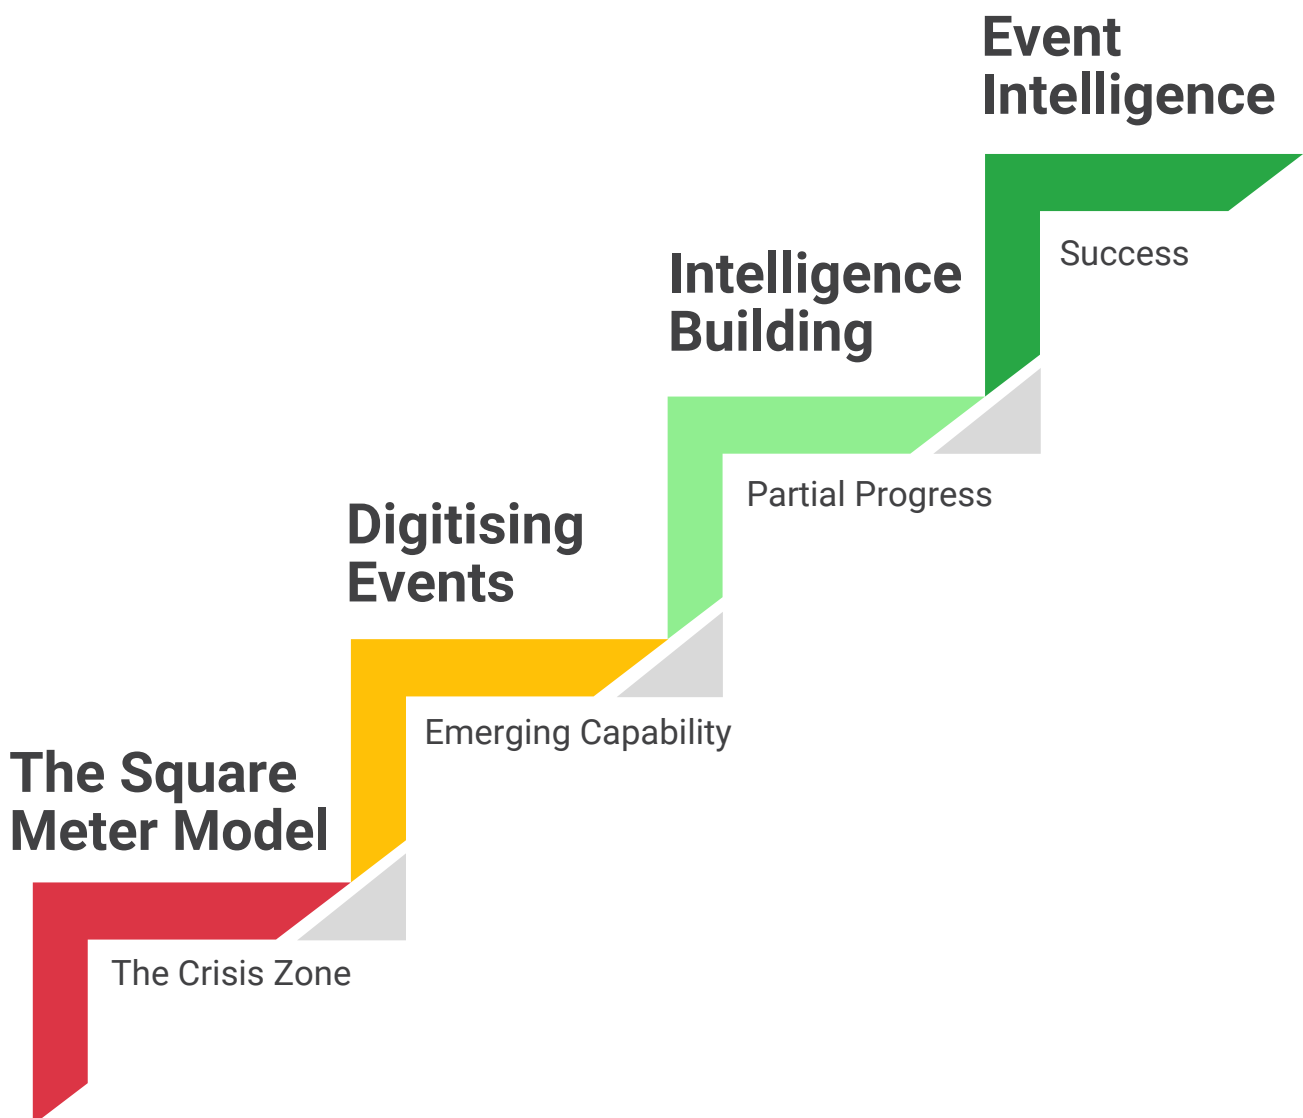 Event
Intelligence
Success
Intelligence
Building
Partial Progress
Digitising
Events
Emerging Capability
The Square
Meter Model
The Crisis Zone